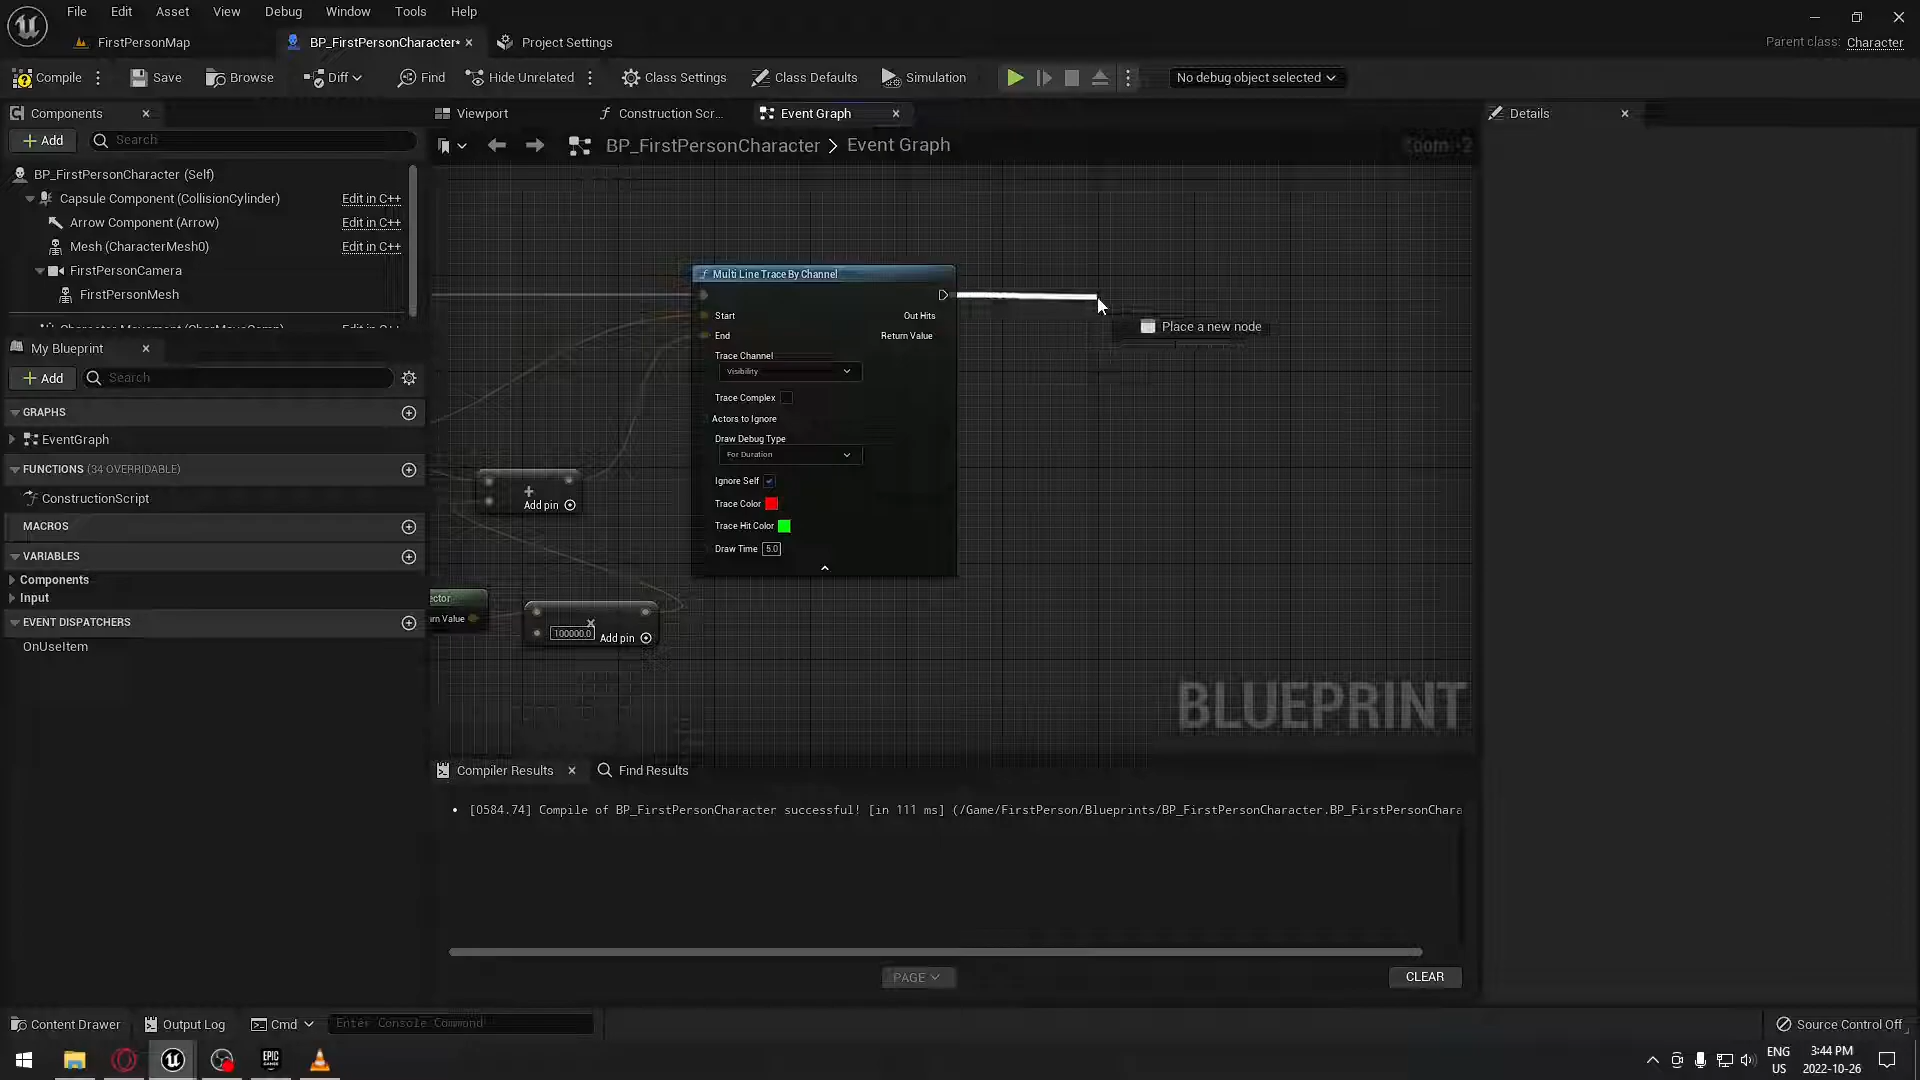 File Edit Asset View Debug Window Tools Help
FirstPersonMap BP_FirstPersonCharacter* Project Settings
Parent class: Character
Compile Save Browse Diff Find Hide Unrelated Class Settings Class Defaults Simulation No debug object selected
Components
Viewport Construction Scr... Event Graph
Details
Add Search
BP_FirstPersonCharacter > Event Graph
BP_FirstPersonCharacter (Self)
Capsule Component (CollisionCylinder) Edit in C++
Arrow Component (Arrow) Edit in C++
Mesh (CharacterMesh0) Edit in C++
FirstPersonCamera
FirstPersonMesh
My Blueprint
Add Search
GRAPHS
EventGraph
FUNCTIONS (34 OVERRIDABLE)
ConstructionScript
MACROS
VARIABLES
Components
Input
EVENT DISPATCHERS
OnUseItem
Multi Line Trace By Channel
Start Out Hits
End Return Value
Trace Channel
Visibility
Trace Complex
Actors to Ignore
Draw Debug Type
For Duration
Ignore Self
Trace Color
Trace Hit Color
Draw Time 5.0
Place a new node
+
Add pin
ector
rn Value
100000.0 Add pin
BLUEPRINT
Compiler Results Find Results
• [0584.74] Compile of BP_FirstPersonCharacter successful! [in 111 ms] (/Game/FirstPerson/Blueprints/BP_FirstPersonCharacter.BP_FirstPersonChara
PAGE CLEAR
Content Drawer Output Log Cmd Enter Console Command
Source Control Off
EPIC GAMES
ENG
US
3:44 PM
2022-10-26